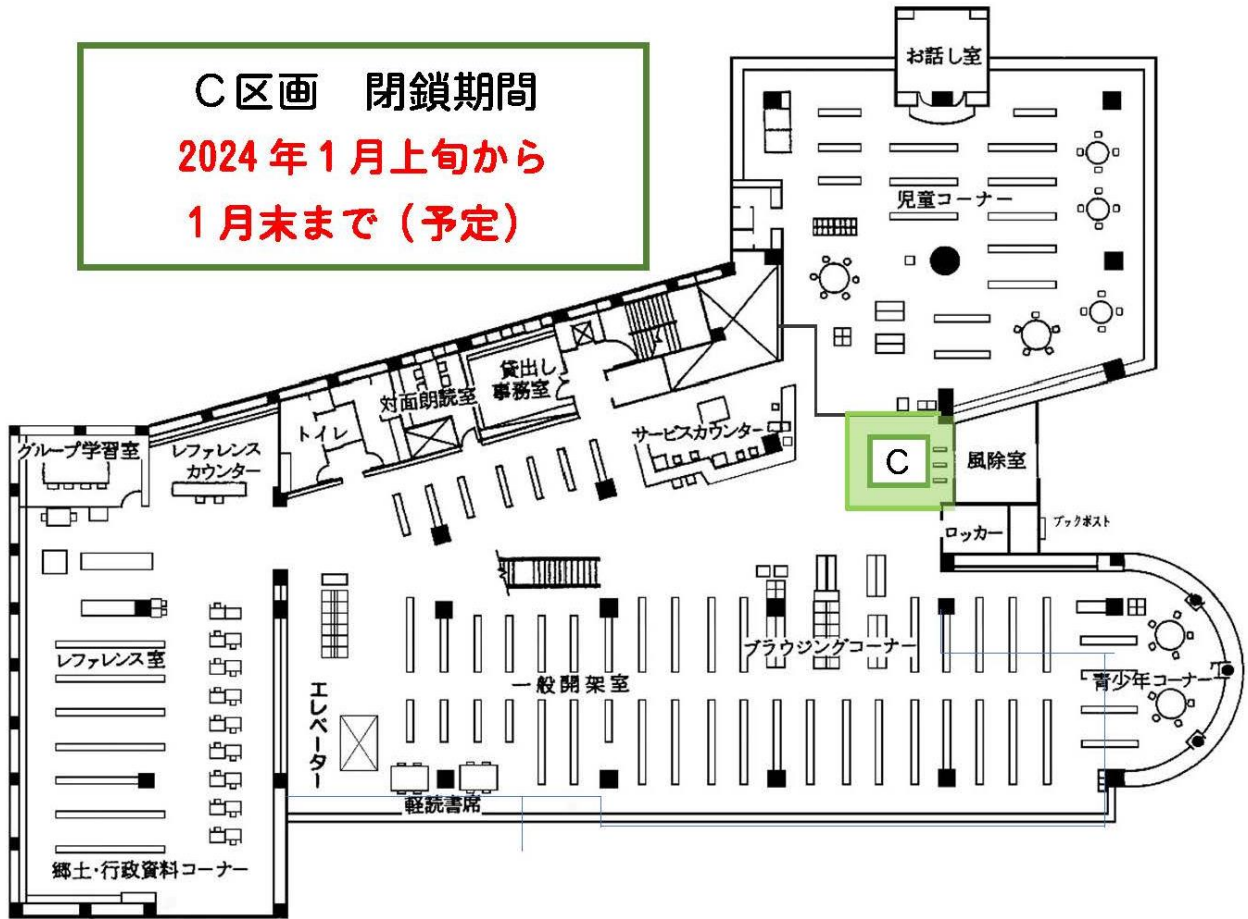 C区画　閉鎖期間
2024年1月上旬から
1月末まで（予定）
お話し室
児童コーナー
貸出し
事務室
対面朗読室
トイレ
サービスカウンター
グループ学習室
レファレンス
カウンター
C
風除室
ロッカー
ブックポスト
レファレンス室
ブラウジングコーナー
一般開架室
青少年コーナー
エレベーター
軽読書席
郷土・行政資料コーナー